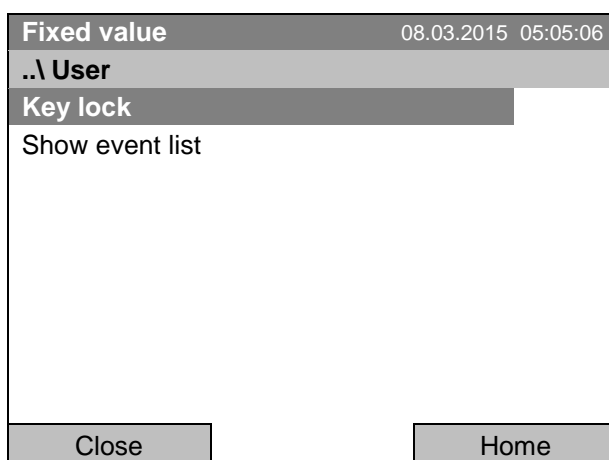 Fixed value 08.03.2015 05:05:06
..\ User
Key lock
Show event list
Close Home